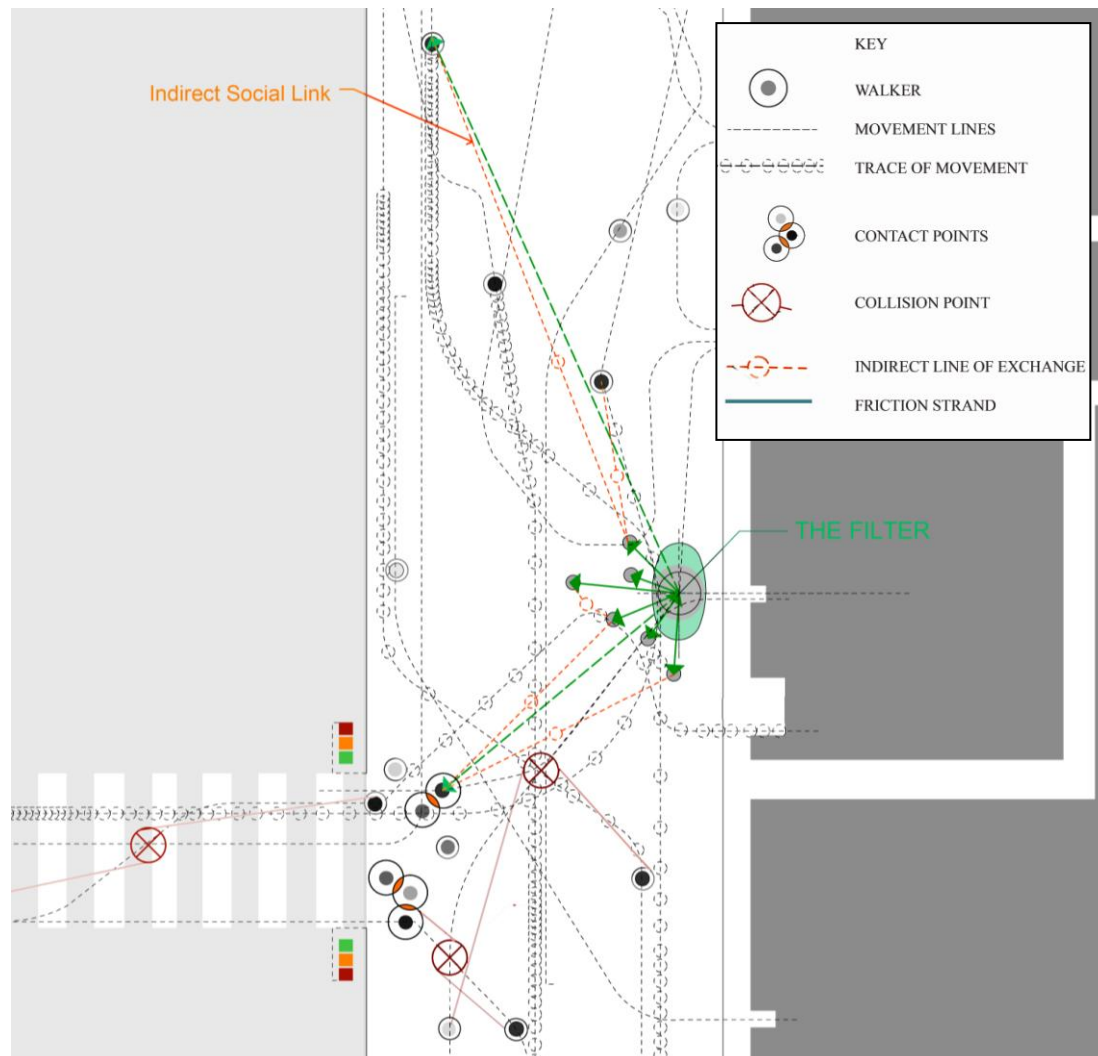 Indirect Social Link
KEY
WALKER
MOVEMENT LINES
TRACE OF MOVEMENT
CONTACT POINTS
COLLISION POINT
INDIRECT LINE OF EXCHANGE
FRICTION STRAND
THE FILTER